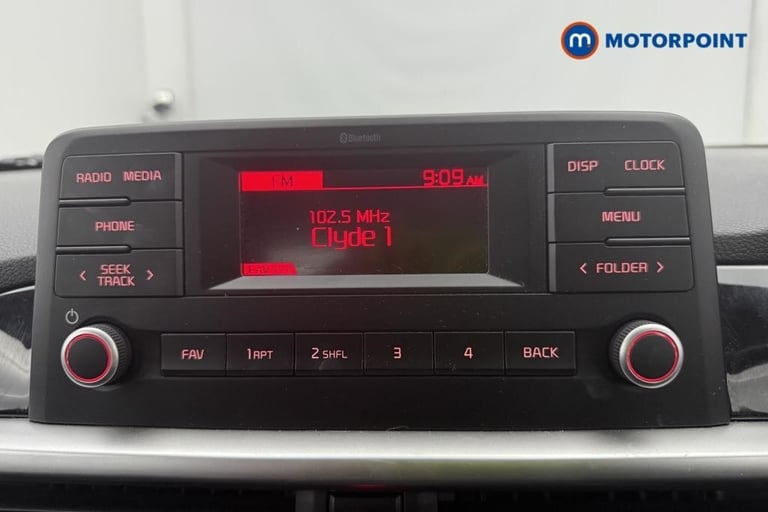 m MOTORPOINT
Bluetooth
RADIO MEDIA
FM 9:09 AM
DISP CLOCK
PHONE
102.5 MHz
MENU
Clyde 1
< SEEK TRACK >
< FOLDER >
FAV 1 RPT 2 SHFL 3 4 BACK